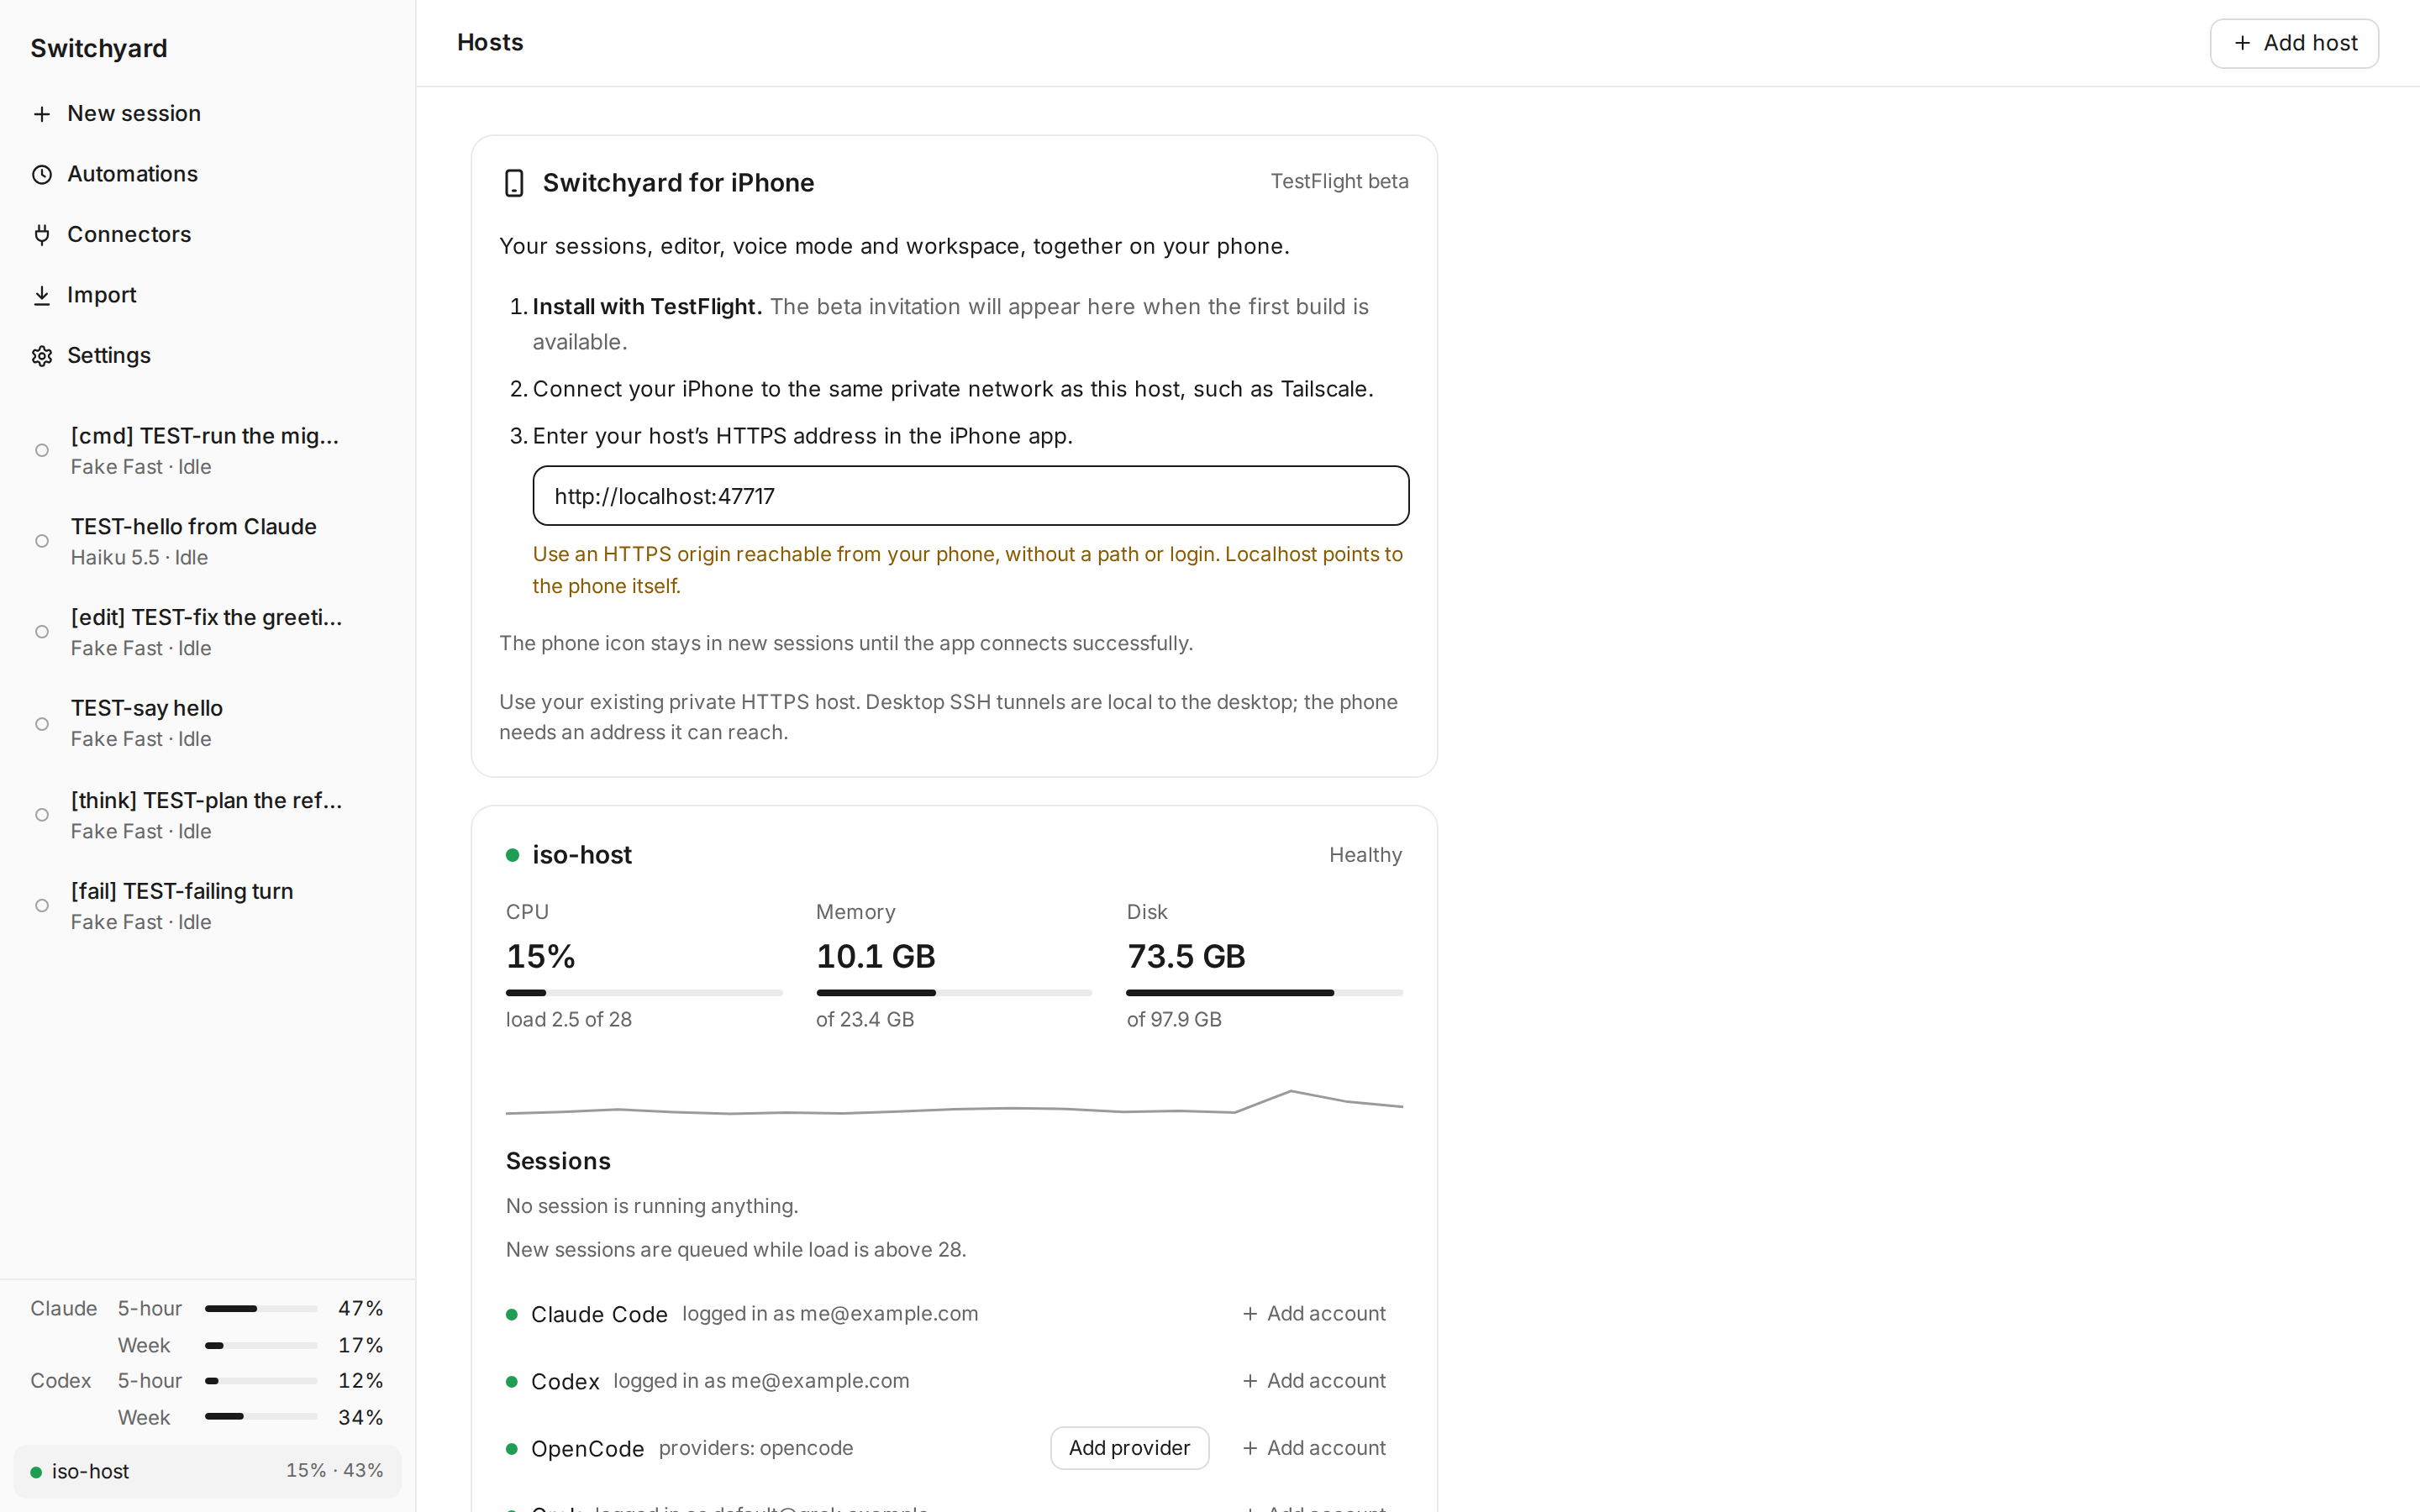 Switchyard
New session
Automations
Connectors
Import
Settings
[cmd] TEST-run the mig...
Fake Fast · Idle
TEST-hello from Claude
Haiku 5.5 · Idle
[edit] TEST-fix the greeti...
Fake Fast · Idle
TEST-say hello
Fake Fast · Idle
[think] TEST-plan the ref...
Fake Fast · Idle
[fail] TEST-failing turn
Fake Fast · Idle
Claude 5-hour 47%
Week 17%
Codex 5-hour 12%
Week 34%
iso-host 15% · 43%
Hosts
+ Add host
Switchyard for iPhone TestFlight beta
Your sessions, editor, voice mode and workspace, together on your phone.
1. Install with TestFlight. The beta invitation will appear here when the first build is
available.
2. Connect your iPhone to the same private network as this host, such as Tailscale.
3. Enter your host’s HTTPS address in the iPhone app.
http://localhost:47717
Use an HTTPS origin reachable from your phone, without a path or login. Localhost points to
the phone itself.
The phone icon stays in new sessions until the app connects successfully.
Use your existing private HTTPS host. Desktop SSH tunnels are local to the desktop; the phone
needs an address it can reach.
iso-host Healthy
CPU Memory Disk
15% 10.1 GB 73.5 GB
load 2.5 of 28 of 23.4 GB of 97.9 GB
Sessions
No session is running anything.
New sessions are queued while load is above 28.
Claude Code logged in as me@example.com + Add account
Codex logged in as me@example.com + Add account
OpenCode providers: opencode Add provider + Add account